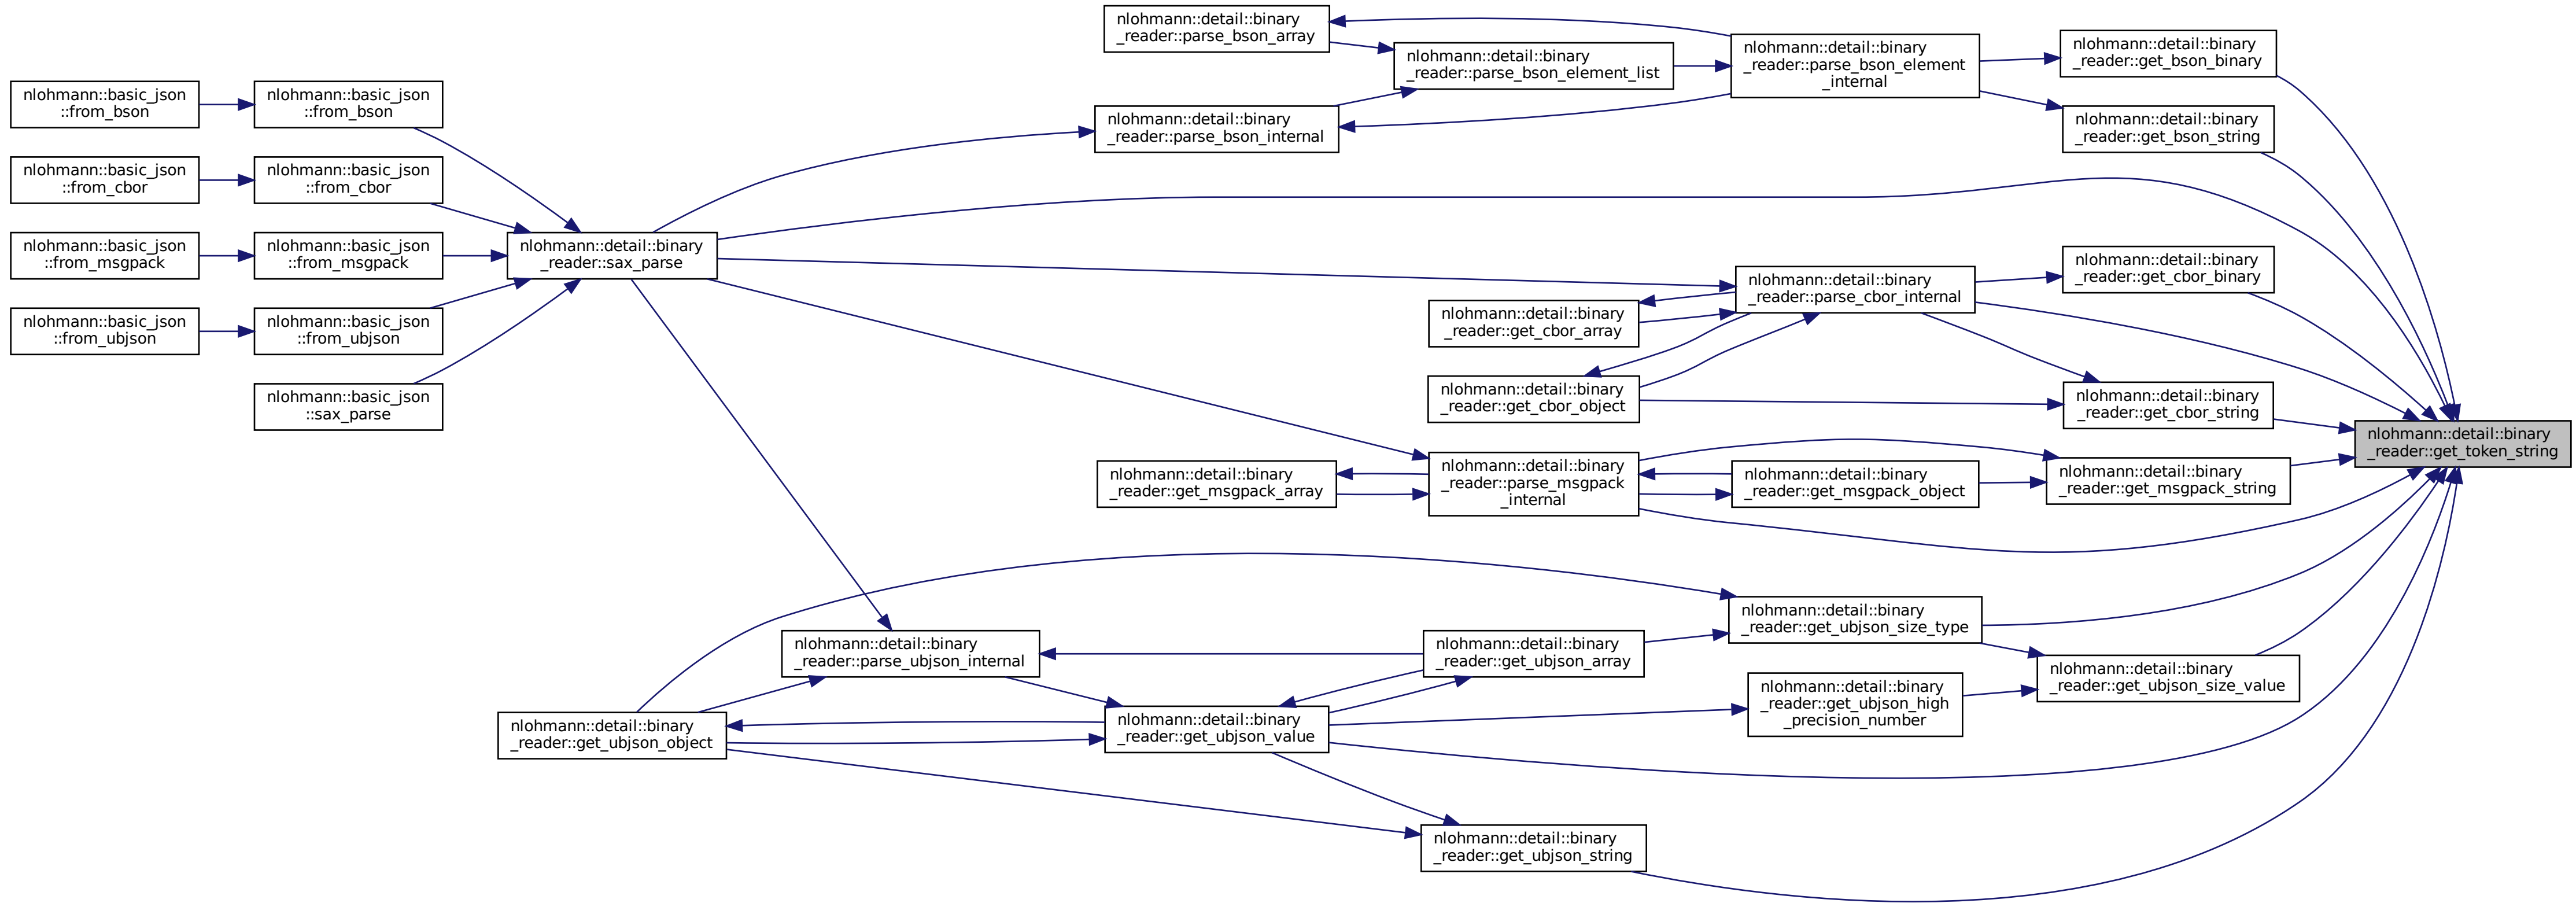 nlohmann::basic_json
::from_bson
nlohmann::basic_json
::from_cbor
nlohmann::basic_json
::from_msgpack
nlohmann::basic_json
::from_ubjson
nlohmann::basic_json
::from_bson
nlohmann::basic_json
::from_cbor
nlohmann::basic_json
::from_msgpack
nlohmann::basic_json
::from_ubjson
nlohmann::basic_json
::sax_parse
nlohmann::detail::binary
_reader::sax_parse
nlohmann::detail::binary
_reader::get_ubjson_object
nlohmann::detail::binary
_reader::parse_ubjson_internal
nlohmann::detail::binary
_reader::parse_bson_array
nlohmann::detail::binary
_reader::parse_bson_internal
nlohmann::detail::binary
_reader::get_msgpack_array
nlohmann::detail::binary
_reader::get_ubjson_value
nlohmann::detail::binary
_reader::parse_bson_element_list
nlohmann::detail::binary
_reader::get_cbor_array
nlohmann::detail::binary
_reader::get_cbor_object
nlohmann::detail::binary
_reader::parse_msgpack
_internal
nlohmann::detail::binary
_reader::get_ubjson_array
nlohmann::detail::binary
_reader::get_ubjson_string
nlohmann::detail::binary
_reader::parse_bson_element
_internal
nlohmann::detail::binary
_reader::parse_cbor_internal
nlohmann::detail::binary
_reader::get_msgpack_object
nlohmann::detail::binary
_reader::get_ubjson_size_type
nlohmann::detail::binary
_reader::get_ubjson_high
_precision_number
nlohmann::detail::binary
_reader::get_bson_binary
nlohmann::detail::binary
_reader::get_bson_string
nlohmann::detail::binary
_reader::get_cbor_binary
nlohmann::detail::binary
_reader::get_cbor_string
nlohmann::detail::binary
_reader::get_msgpack_string
nlohmann::detail::binary
_reader::get_ubjson_size_value
nlohmann::detail::binary
_reader::get_token_string